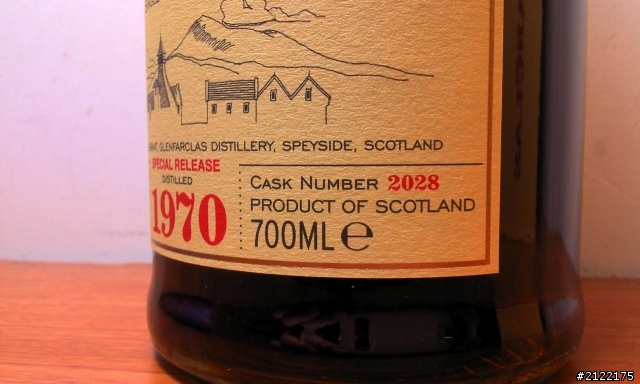 GLENFARCLAS DISTILLERY, SPEYSIDE, SCOTLAND
SPECIAL RELEASE
DISTILLED
1970
CASK NUMBER 2028
PRODUCT OF SCOTLAND
700ML e
#2122175